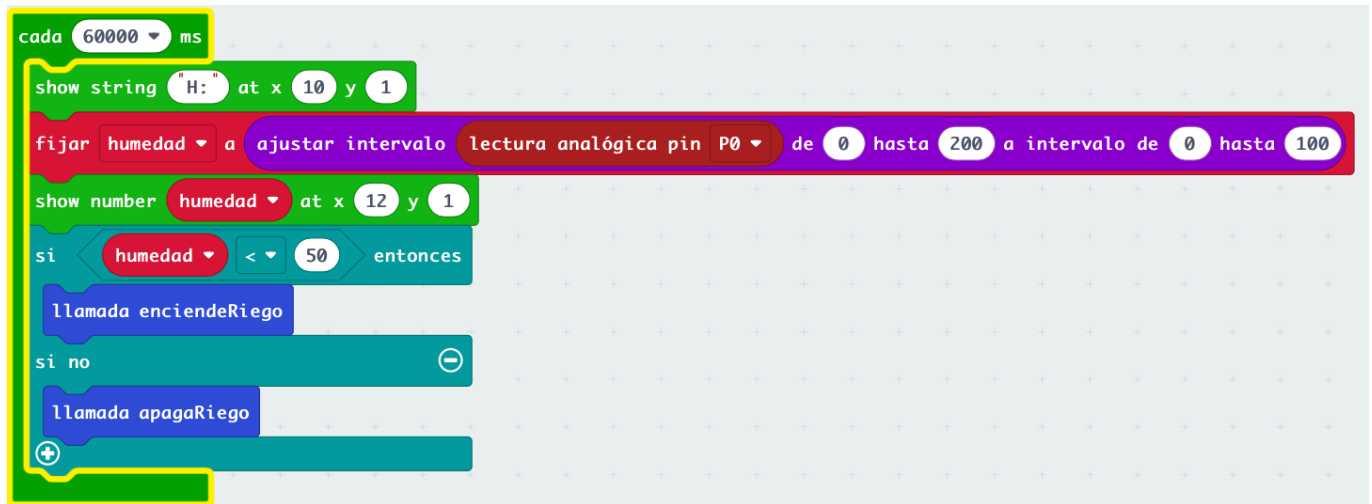 cada 60000 ms
show string "H:" at x 10 y 1
fijar humedad a ajustar intervalo lectura analógica pin P0 de 0 hasta 200 a intervalo de 0 hasta 100
show number humedad at x 12 y 1
si humedad < 50 entonces
llamada enciendeRiego
si no
llamada apagaRiego